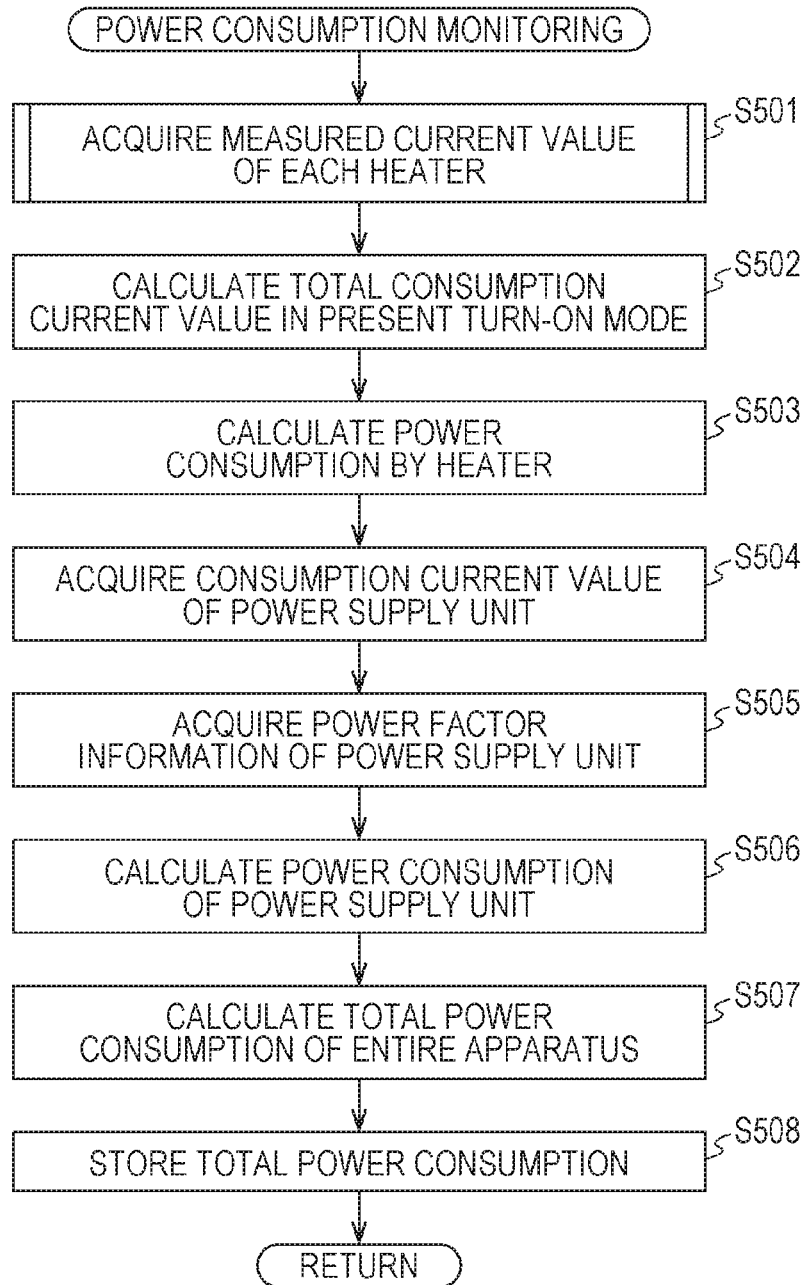 POWER CONSUMPTION MONITORING
S501
ACQUIRE MEASURED CURRENT VALUE
OF EACH HEATER
S502
CALCULATE TOTAL CONSUMPTION
CURRENT VALUE IN PRESENT TURN-ON MODE
S503
CALCULATE POWER
CONSUMPTION BY HEATER
S504
ACQUIRE CONSUMPTION CURRENT VALUE
OF POWER SUPPLY UNIT
S505
ACQUIRE POWER FACTOR
INFORMATION OF POWER SUPPLY UNIT
S506
CALCULATE POWER CONSUMPTION
OF POWER SUPPLY UNIT
S507
CALCULATE TOTAL POWER
CONSUMPTION OF ENTIRE APPARATUS
S508
STORE TOTAL POWER CONSUMPTION
RETURN